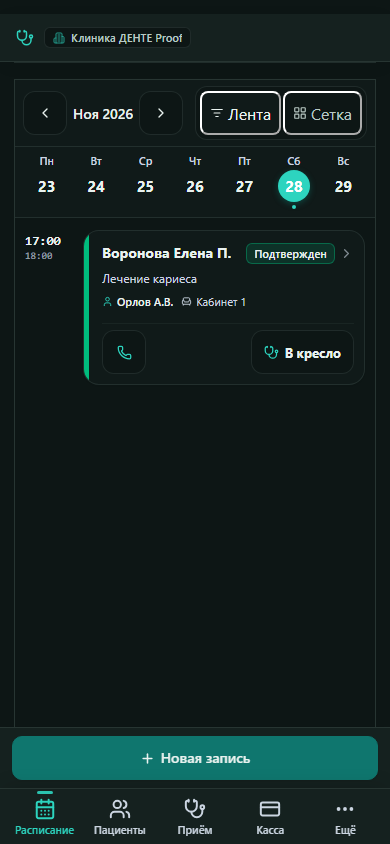 Клиника ДЕНТЕ Proof
Ноя 2026
Лента
Сетка
Пн Вт Ср Чт Пт Сб Вс
23 24 25 26 27 28 29
17:00
18:00
Воронова Елена П.
Подтвержден
Лечение кариеса
Орлов А.В. Кабинет 1
В кресло
+ Новая запись
Расписание Пациенты Приём Касса Ещё